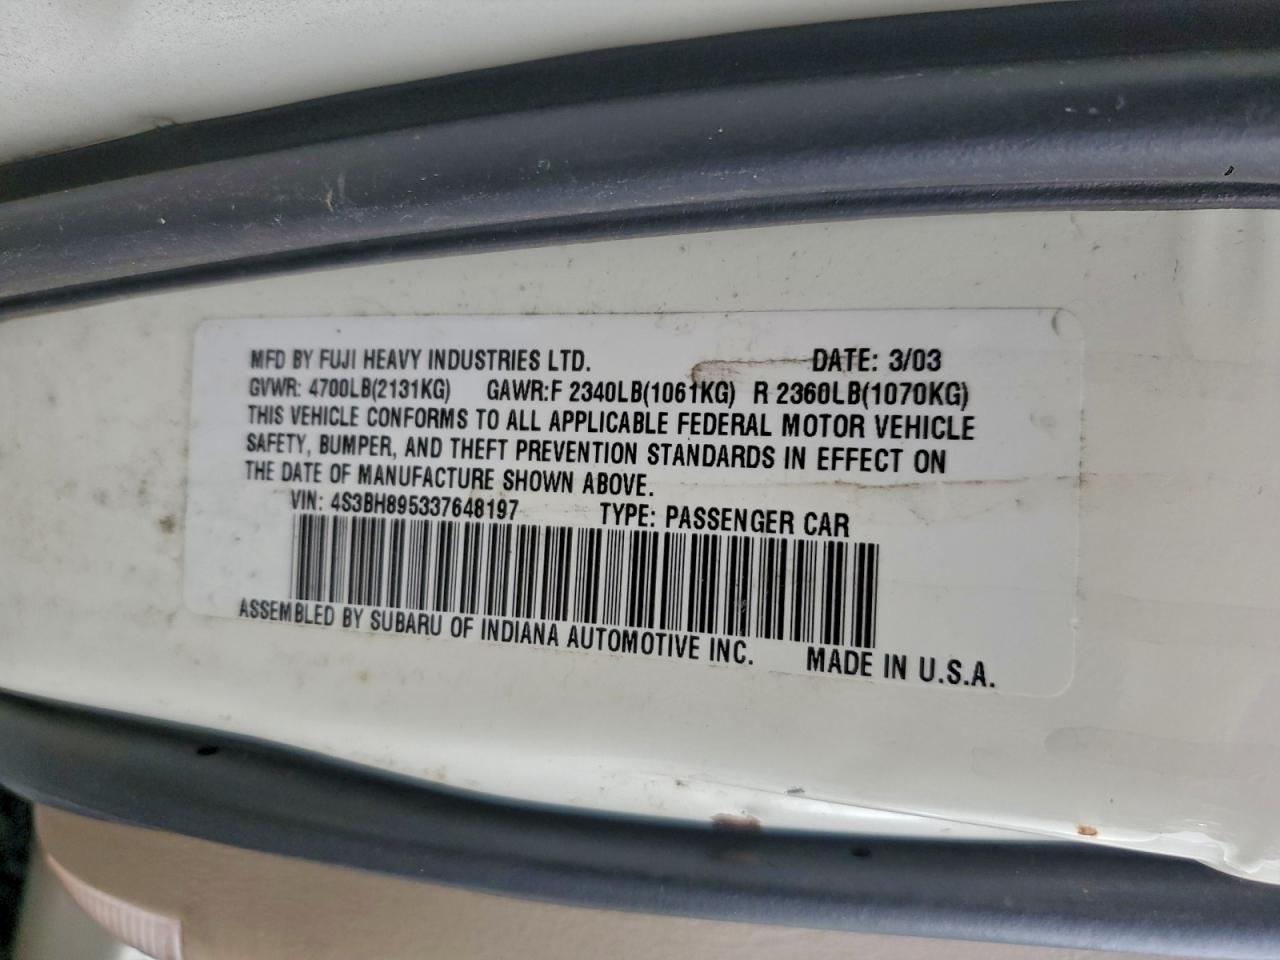 MFD BY FUJI HEAVY INDUSTRIES LTD. DATE: 3/03
GVWR: 4700LB(2131KG) GAWR:F 2340LB(1061KG) R 2360LB(1070KG)
THIS VEHICLE CONFORMS TO ALL APPLICABLE FEDERAL MOTOR VEHICLE
SAFETY, BUMPER, AND THEFT PREVENTION STANDARDS IN EFFECT ON
THE DATE OF MANUFACTURE SHOWN ABOVE.
VIN: 4S3BH895337648197 TYPE: PASSENGER CAR
ASSEMBLED BY SUBARU OF INDIANA AUTOMOTIVE INC. MADE IN U.S.A.